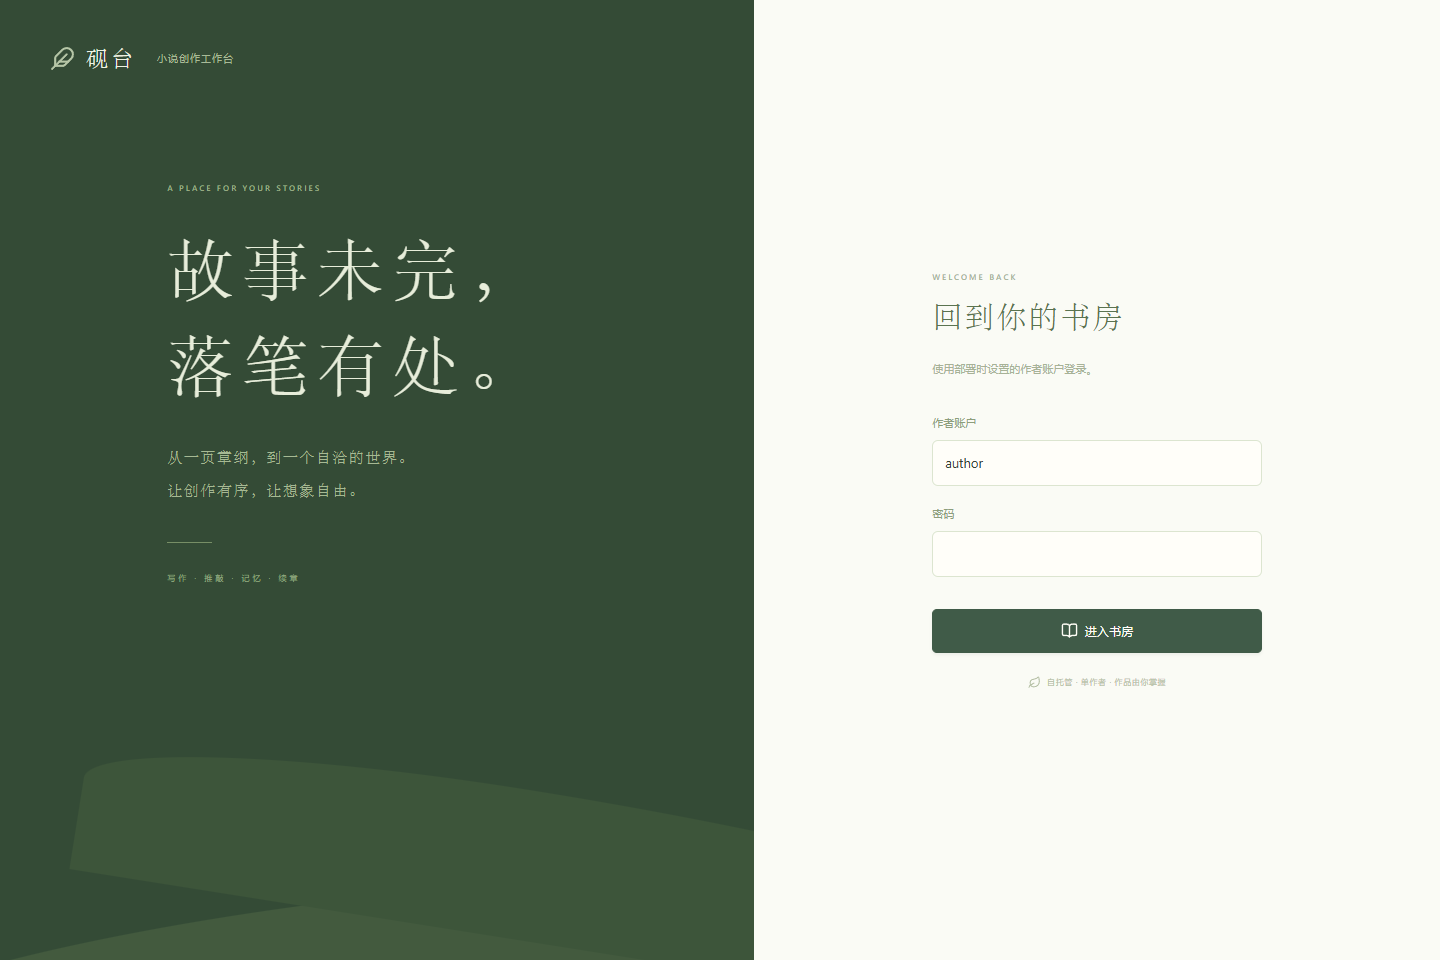 砚台 小说创作工作台
A PLACE FOR YOUR STORIES
故事未完，
落笔有处。
从一页章纲，到一个自洽的世界。
让创作有序，让想象自由。
写作 · 推敲 · 记忆 · 续章
WELCOME BACK
回到你的书房
使用部署时设置的作者账户登录。
作者账户
author
密码
进入书房
自托管 · 单作者 · 作品由你掌握